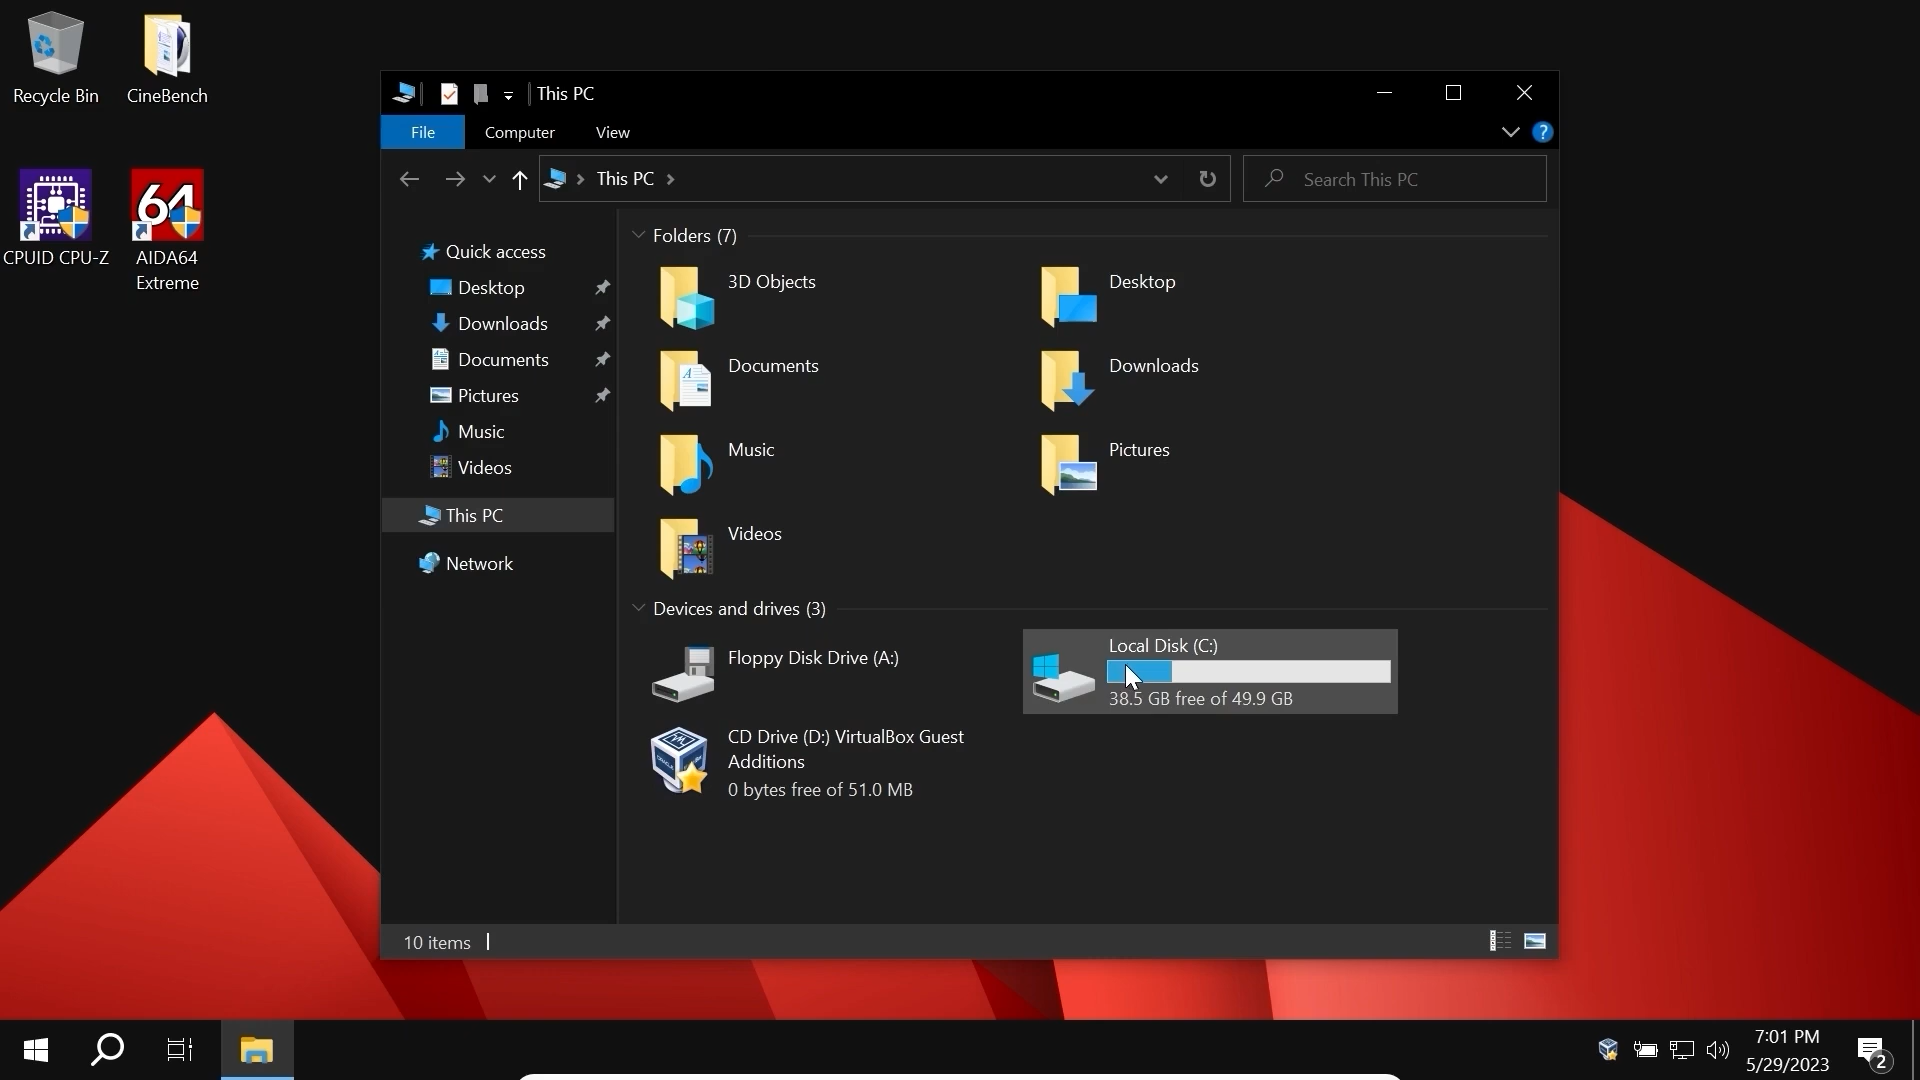 Recycle Bin
CineBench
CPUID CPU-Z
64
AIDA64
Extreme
This PC
File
Computer
View
?
This PC
Search This PC
Quick access
Desktop
Downloads
Documents
Pictures
Music
Videos
This PC
Network
Folders (7)
3D Objects
Desktop
Documents
Downloads
Music
Pictures
Videos
Devices and drives (3)
Floppy Disk Drive (A:)
Local Disk (C:)
38.5 GB free of 49.9 GB
CD Drive (D:) VirtualBox Guest
Additions
0 bytes free of 51.0 MB
10 items
7:01 PM
5/29/2023
2